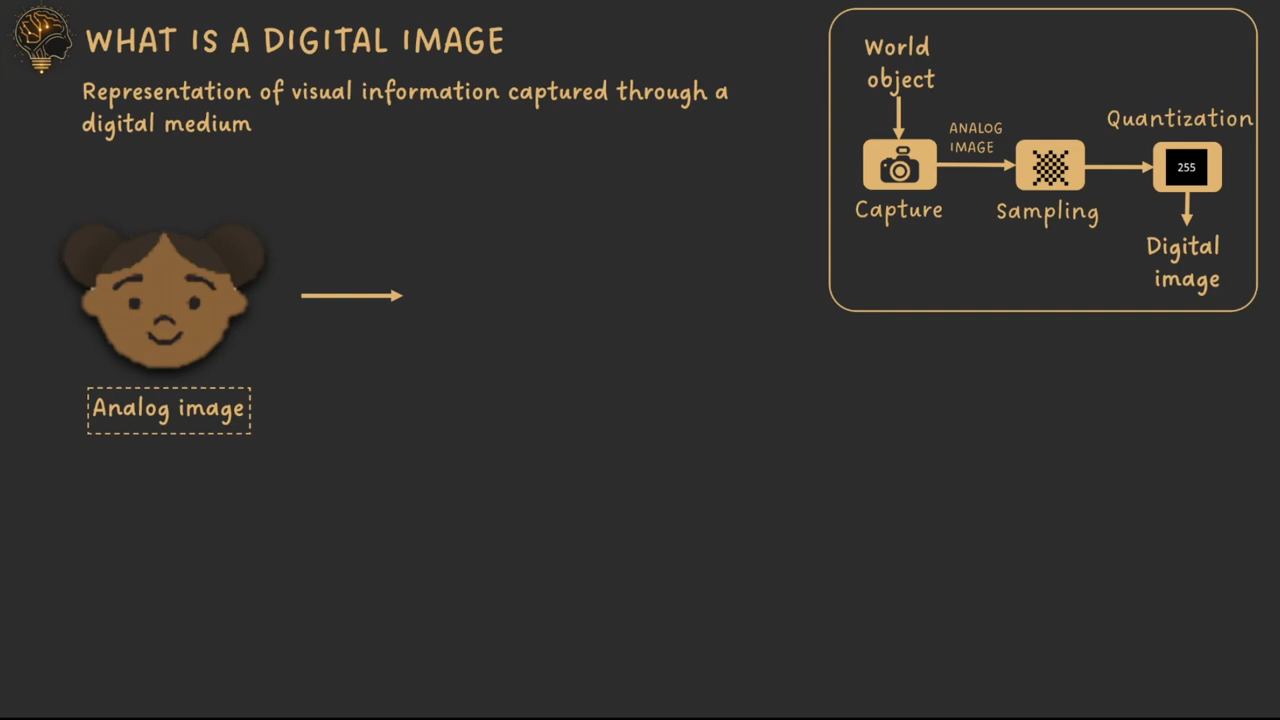 WHAT IS A DIGITAL IMAGE
Representation of visual information captured through a
digital medium
World
object
ANALOG
IMAGE
Quantization
255
Capture
Sampling
Digital
image
Analog image